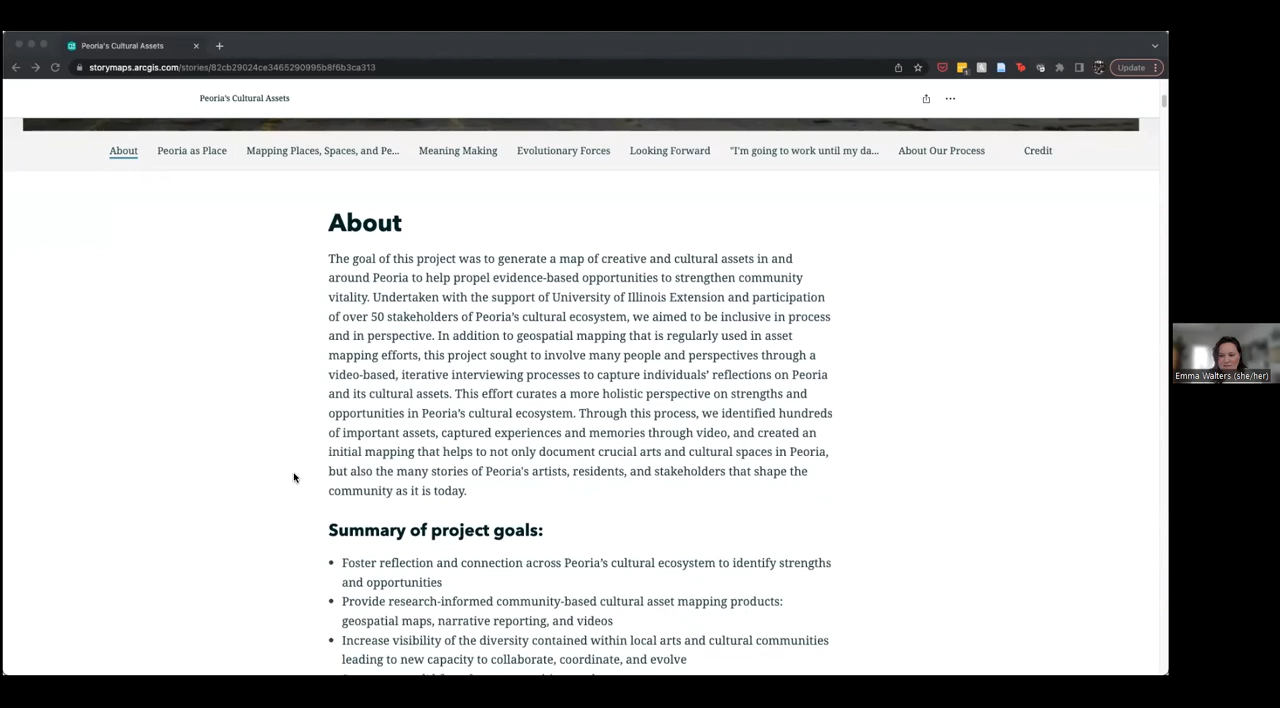 Peoria's Cultural Assets
storymaps.arcgis.com/stories/82cb29024ce3465290995b8f6b3ca313
Update
Peoria's Cultural Assets
About Peoria as Place Mapping Places, Spaces, and Pe... Meaning Making Evolutionary Forces Looking Forward "I'm going to work until my da... About Our Process Credit
About
The goal of this project was to generate a map of creative and cultural assets in and
around Peoria to help propel evidence-based opportunities to strengthen community
vitality. Undertaken with the support of University of Illinois Extension and participation
of over 50 stakeholders of Peoria's cultural ecosystem, we aimed to be inclusive in process
and in perspective. In addition to geospatial mapping that is regularly used in asset
mapping efforts, this project sought to involve many people and perspectives through a
video-based, iterative interviewing processes to capture individuals' reflections on Peoria
and its cultural assets. This effort curates a more holistic perspective on strengths and
opportunities in Peoria's cultural ecosystem. Through this process, we identified hundreds
of important assets, captured experiences and memories through video, and created an
initial mapping that helps to not only document crucial arts and cultural spaces in Peoria,
but also the many stories of Peoria's artists, residents, and stakeholders that shape the
community as it is today.
Summary of project goals:
• Foster reflection and connection across Peoria's cultural ecosystem to identify strengths
and opportunities
• Provide research-informed community-based cultural asset mapping products:
geospatial maps, narrative reporting, and videos
• Increase visibility of the diversity contained within local arts and cultural communities
leading to new capacity to collaborate, coordinate, and evolve
Emma Walters (she/her)